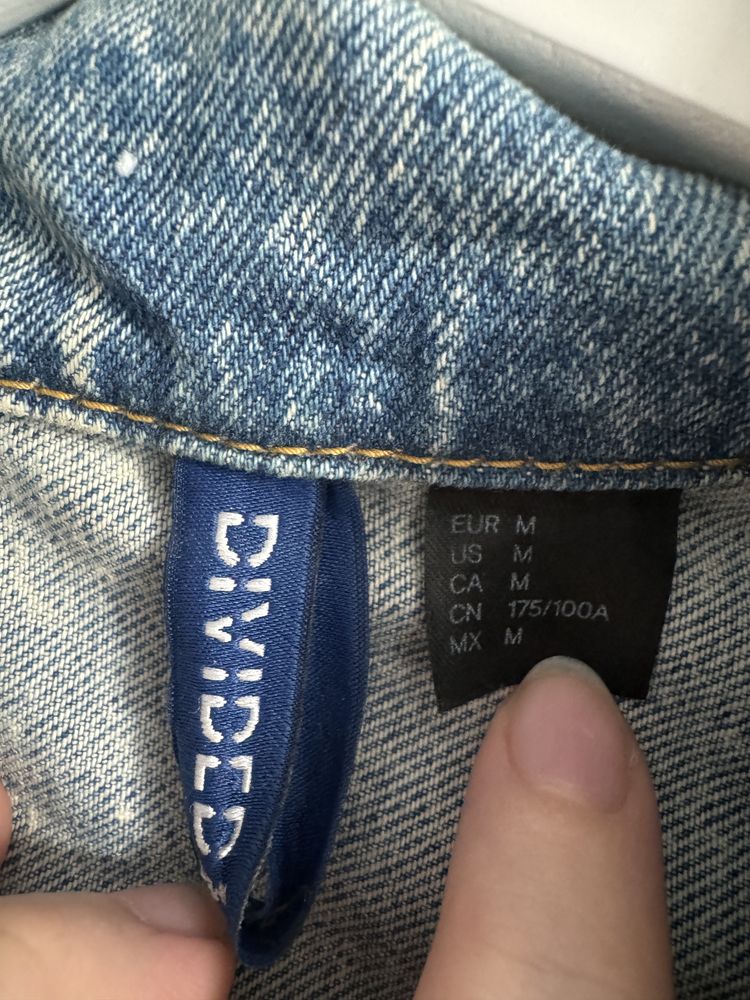 DIVIDED
EUR M
US M
CA M
CN 175/100A
MX M